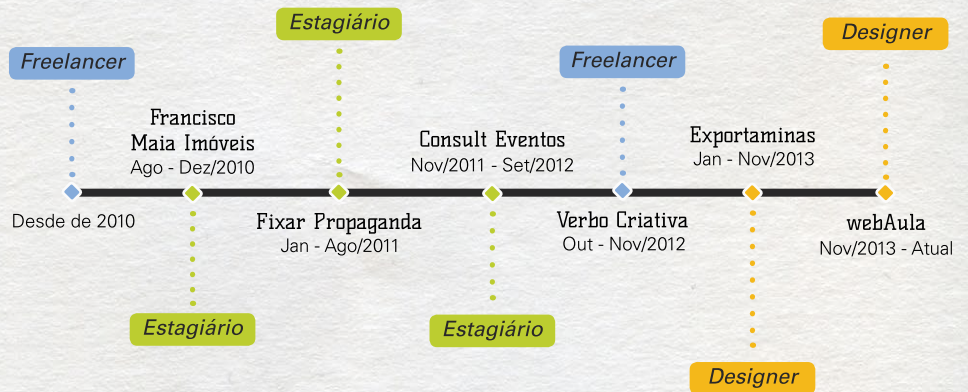 Freelancer
Desde de 2010
Francisco
Maia Imóveis
Ago - Dez/2010
Estagiário
Estagiário
Fixar Propaganda
Jan - Ago/2011
Consult Eventos
Nov/2011 - Set/2012
Estagiário
Freelancer
Verbo Criativa
Out - Nov/2012
Exportaminas
Jan - Nov/2013
Designer
Designer
webAula
Nov/2013 - Atual